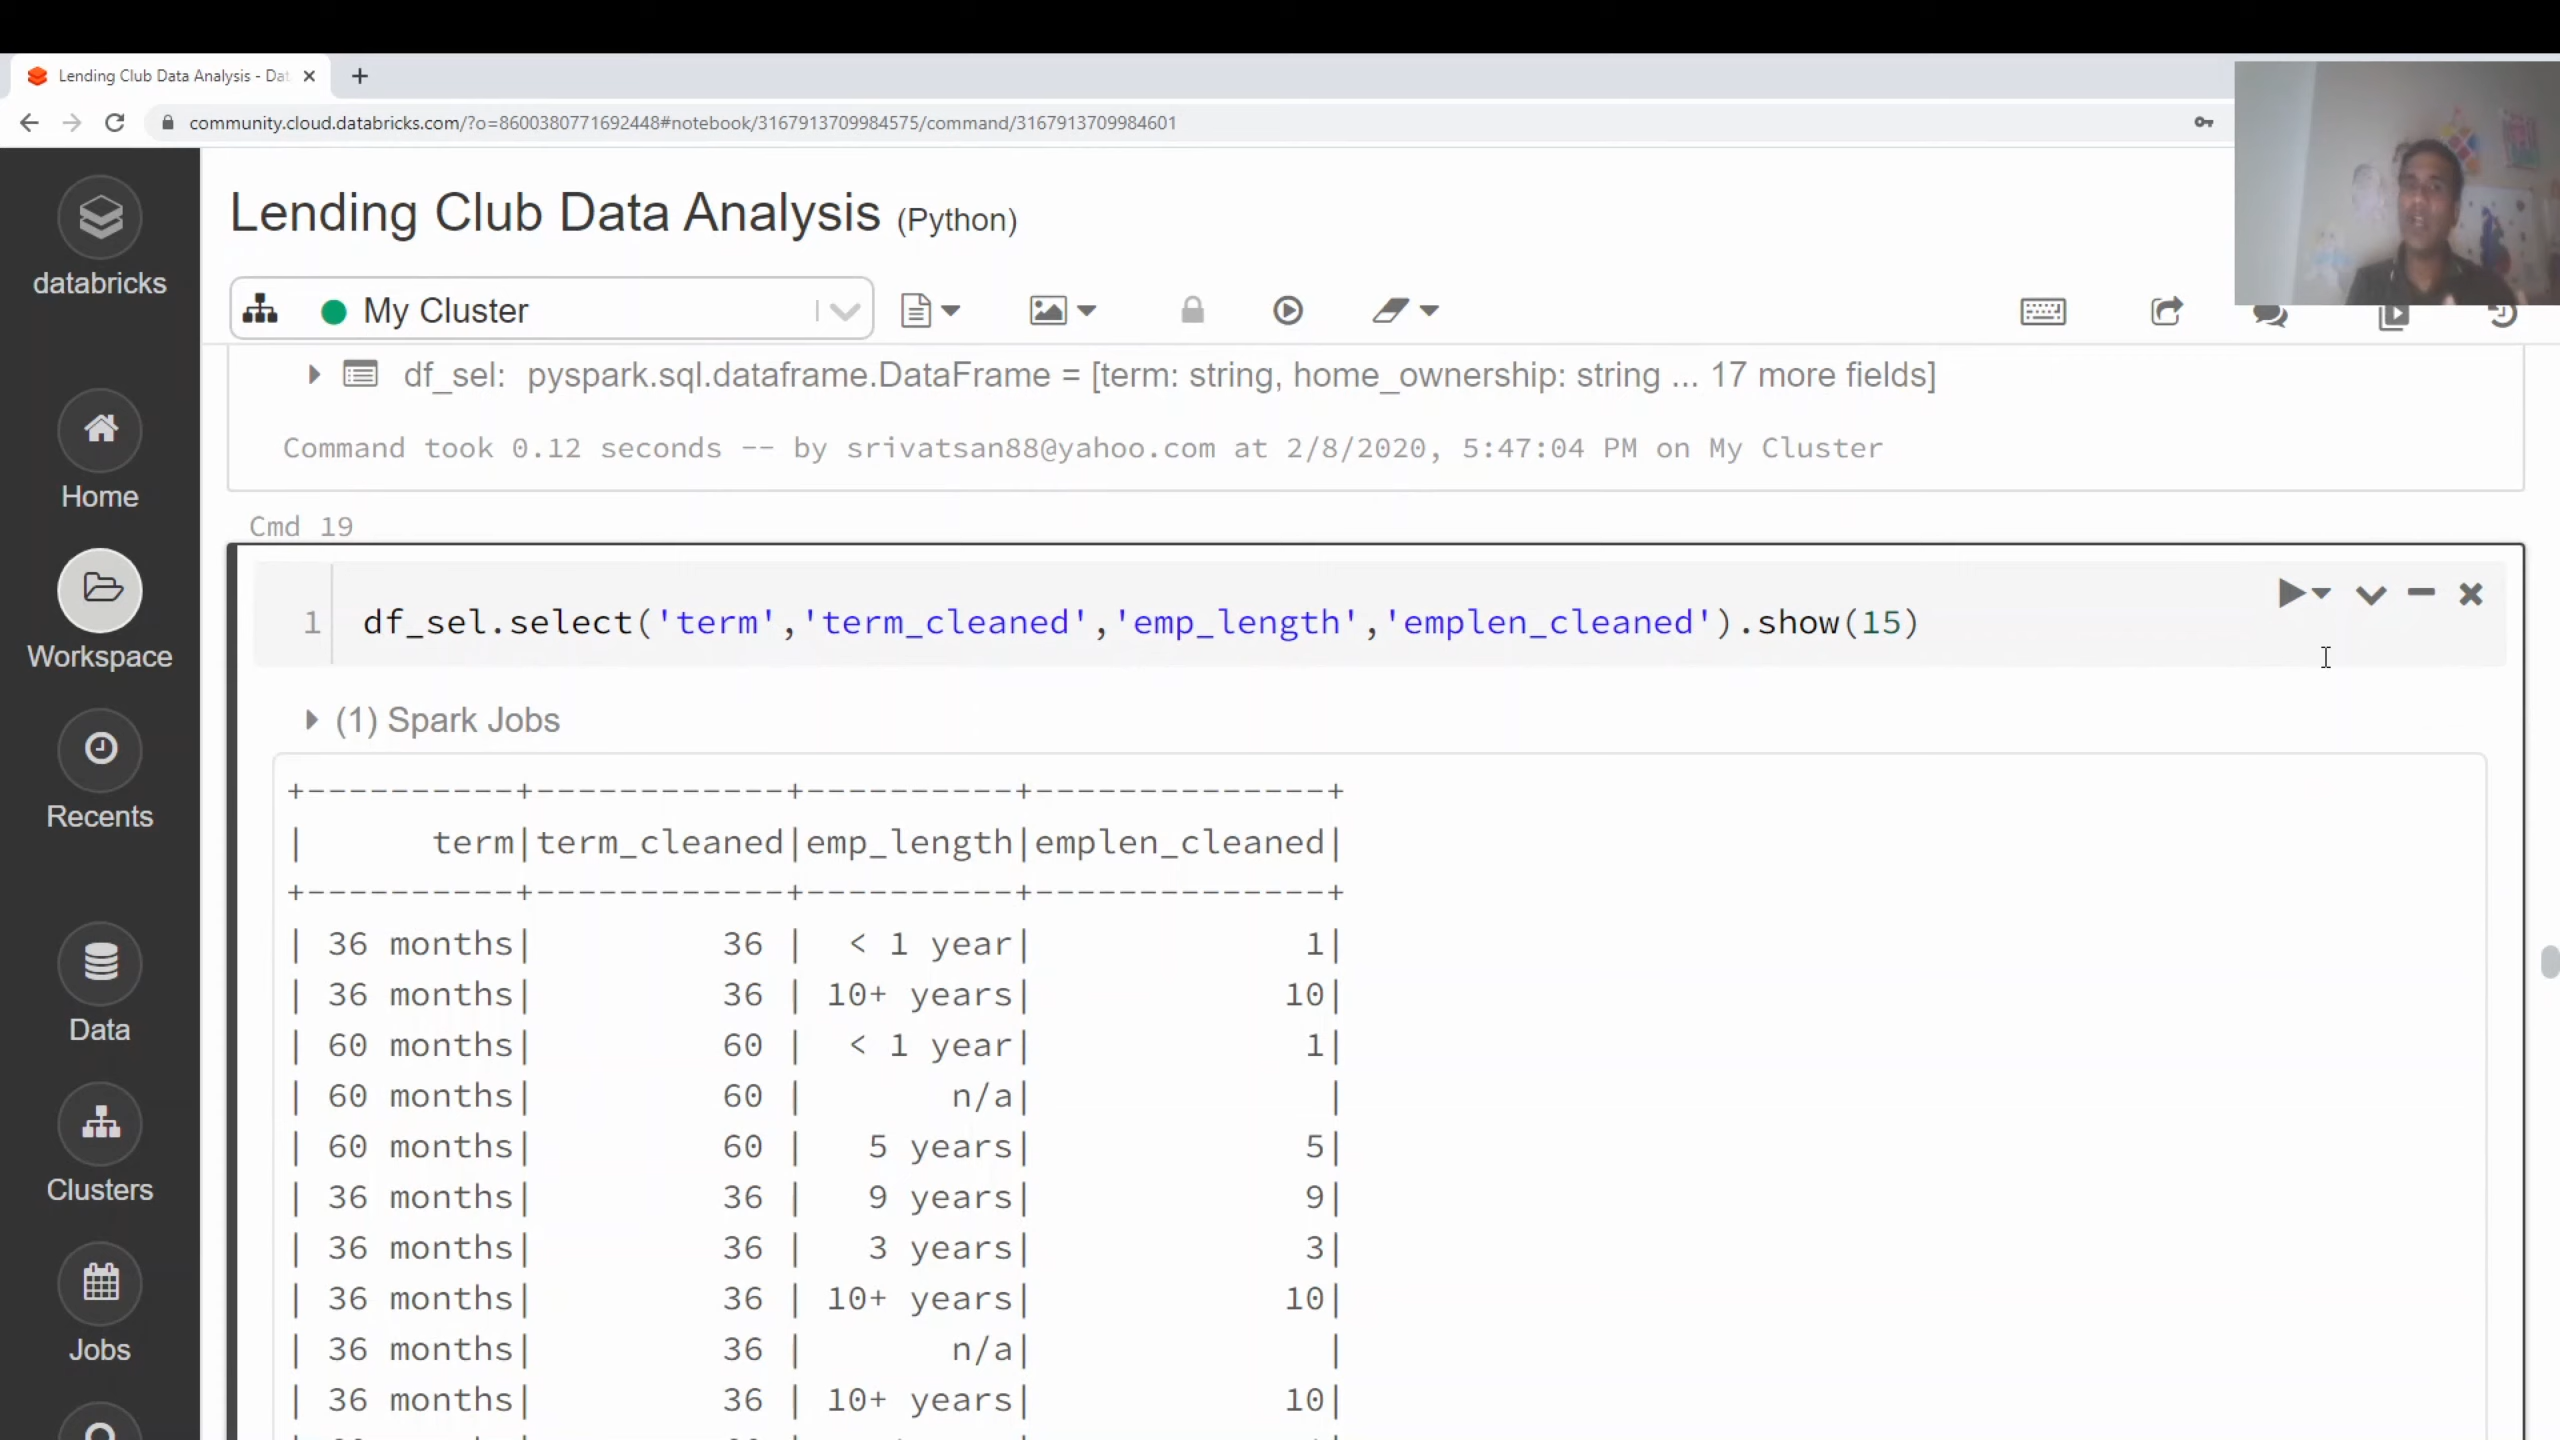 Lending Club Data Analysis - Dat
community.cloud.databricks.com/?o=8600380771692448#notebook/3167913709984575/command/3167913709984601
databricks
Home
Workspace
Recents
Data
Clusters
Jobs
Lending Club Data Analysis (Python)
My Cluster
df_sel: pyspark.sql.dataframe.DataFrame = [term: string, home_ownership: string ... 17 more fields]
Command took 0.12 seconds -- by srivatsan88@yahoo.com at 2/8/2020, 5:47:04 PM on My Cluster
Cmd 19
1 df_sel.select('term','term_cleaned','emp_length','emplen_cleaned').show(15)
(1) Spark Jobs
+----------+------------+----------+--------------+
|      term|term_cleaned|emp_length|emplen_cleaned|
+----------+------------+----------+--------------+
| 36 months|         36 |  < 1 year|             1|
| 36 months|         36 | 10+ years|            10|
| 60 months|         60 |  < 1 year|             1|
| 60 months|         60 |       n/a|              |
| 60 months|         60 |   5 years|             5|
| 36 months|         36 |   9 years|             9|
| 36 months|         36 |   3 years|             3|
| 36 months|         36 | 10+ years|            10|
| 36 months|         36 |       n/a|              |
| 36 months|         36 | 10+ years|            10|